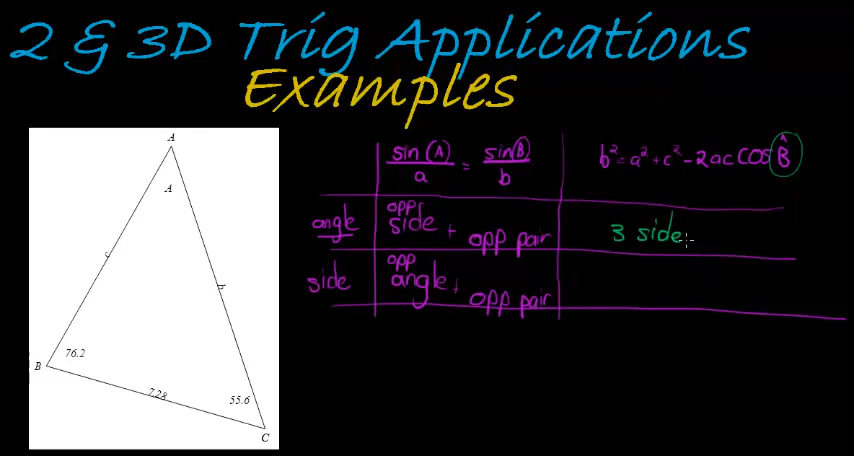 2 & 3D Trig Applications
Examples
sin(A)/a = sin(B)/b
b² = a² + c² - 2ac cos B̂
angle
opp side + opp pair
3 side
side
opp angle + opp pair
A
A
c
b
B
76.2
7.28
55.6
C